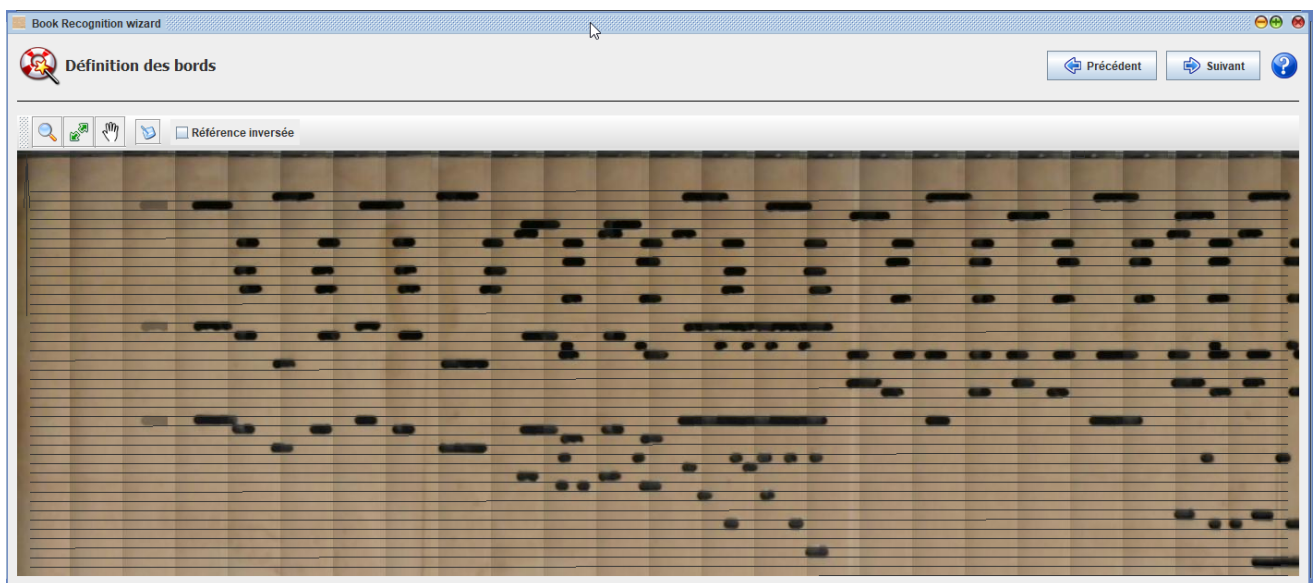 Book Recognition wizard
Définition des bords
Précédent
Suivant
?
Référence inversée